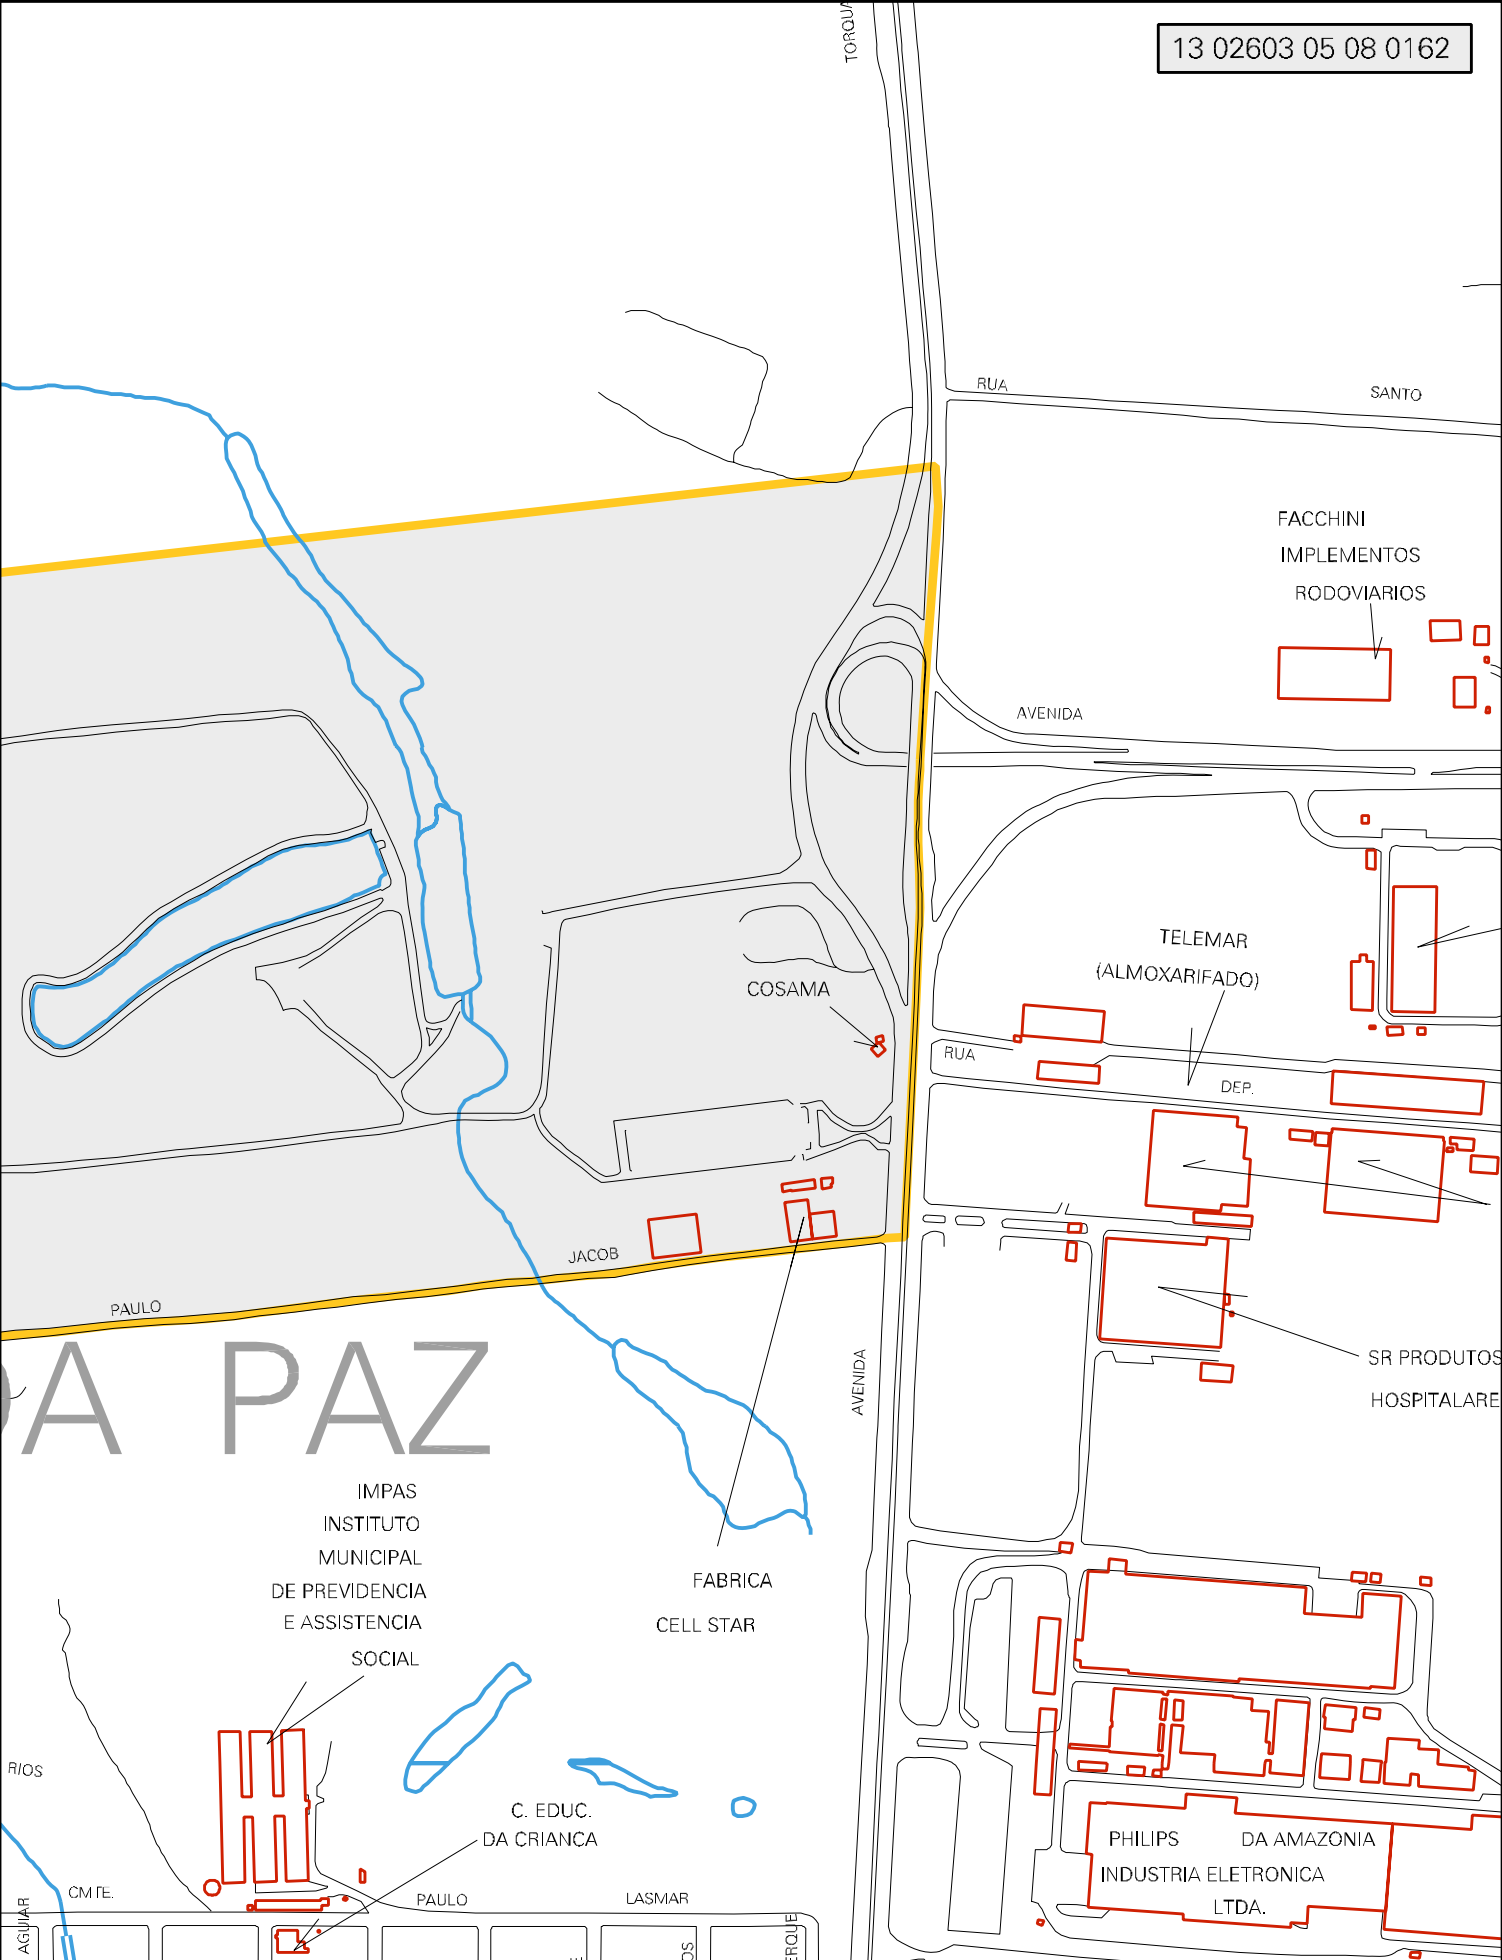 13 02603 05 08 0162
RUA
SANTO
FACCHINI
IMPLEMENTOS
RODOVIARIOS
AVENIDA
TELEMAR
(ALMOXARIFADO)
COSAMA
RUA
DEP.
JACOB
PAULO
DA PAZ
AVENIDA
SR PRODUTOS
IMPAS
INSTITUTO
MUNICIPAL
DE PREVIDENCIA
E ASSISTENCIA
SOCIAL
FABRICA
CELL STAR
RIOS
C. EDUC.
DA CRIANCA
PHILIPS DA AMAZONIA
INDUSTRIA ELETRONICA
LTDA.
CMTE.
PAULO
LASMAR
AGUIAR